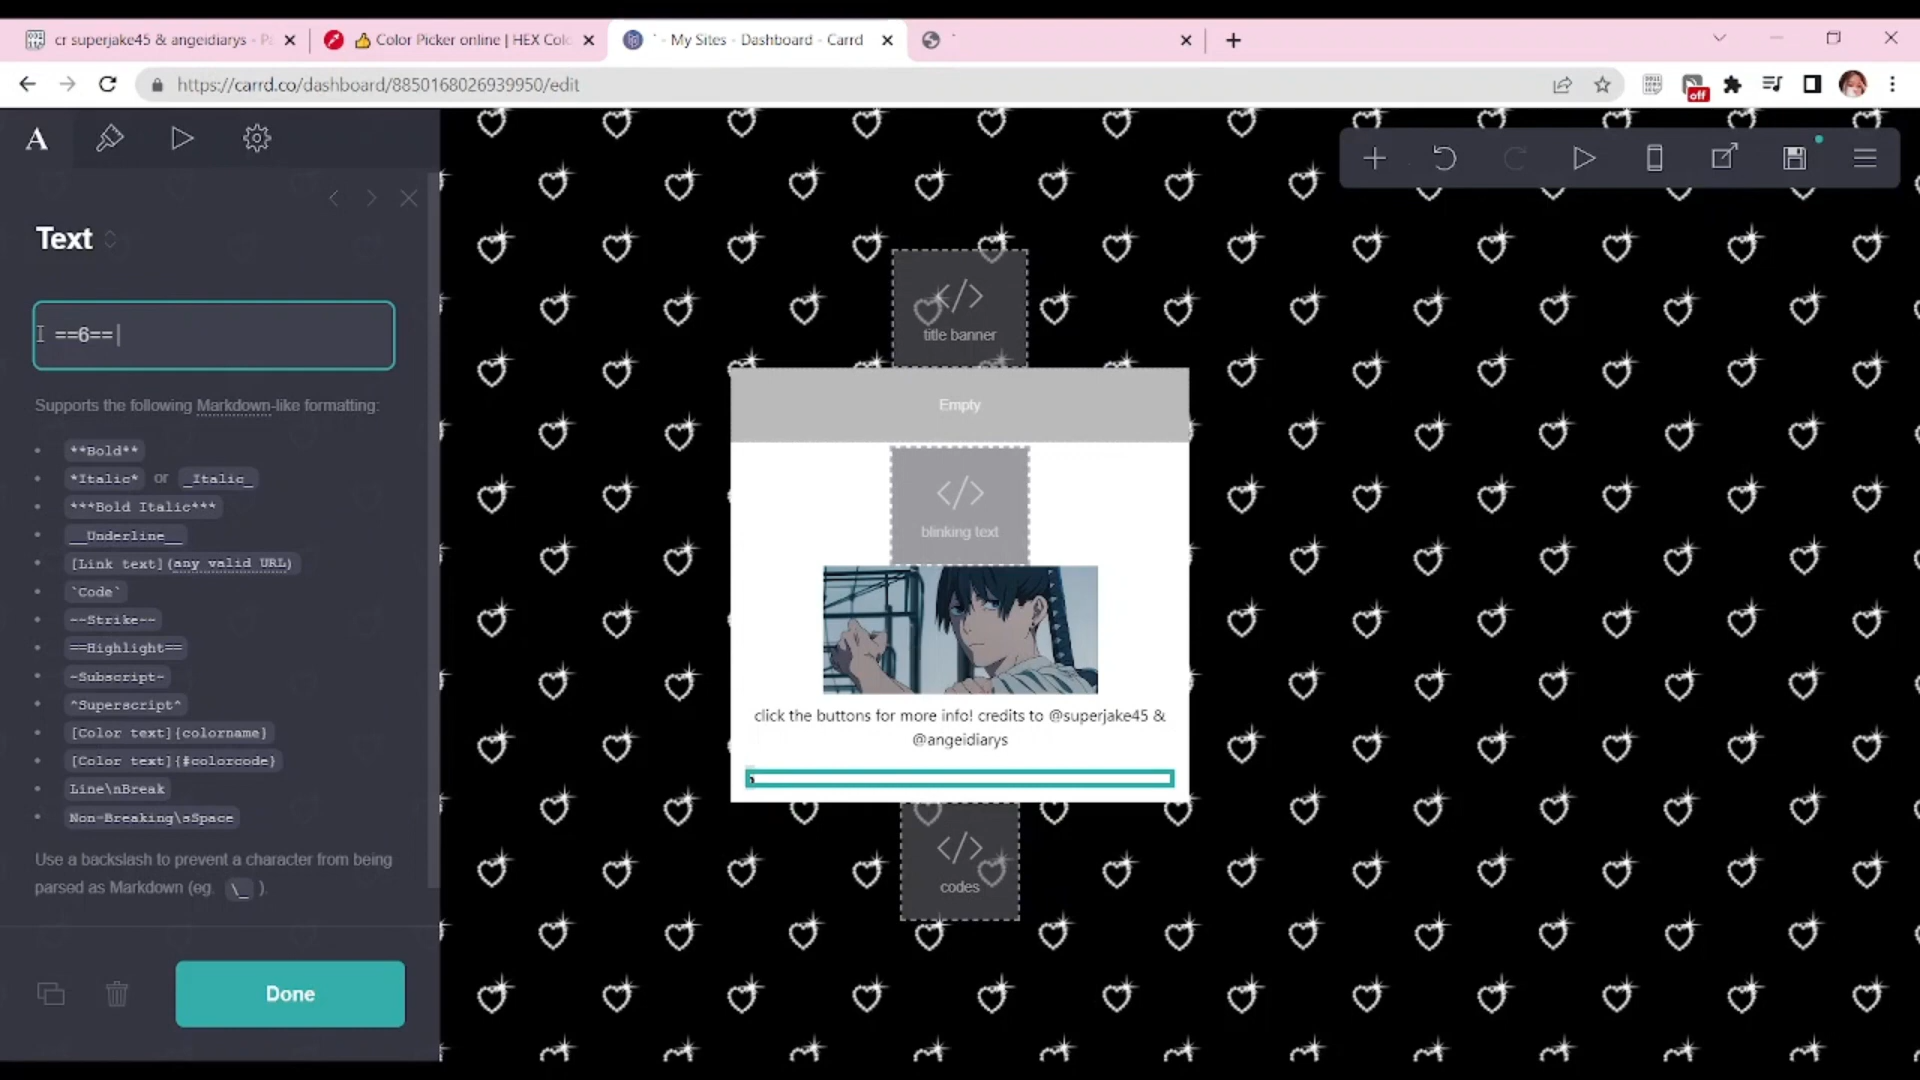 cr superjake45 & angeidiarys - Pa
Color Picker online | HEX Colo
` - My Sites - Dashboard - Carrd
`
https://carrd.co/dashboard/8850168026939950/edit
off
A
Text
==6==
Supports the following Markdown-like formatting:
**Bold**
*Italic* or _Italic_
***Bold Italic***
__Underline__
[Link text](any valid URL)
`Code`
~~Strike~~
==Highlight==
~Subscript~
^Superscript^
[Color text]{colorname}
[Color text]{#colorcode}
Line\nBreak
Non-Breaking\sSpace
Use a backslash to prevent a character from being
parsed as Markdown (eg. \_ ).
Done
</> 
title banner
Empty
</>
blinking text
click the buttons for more info! credits to @superjake45 &
@angeidiarys
</>
codes